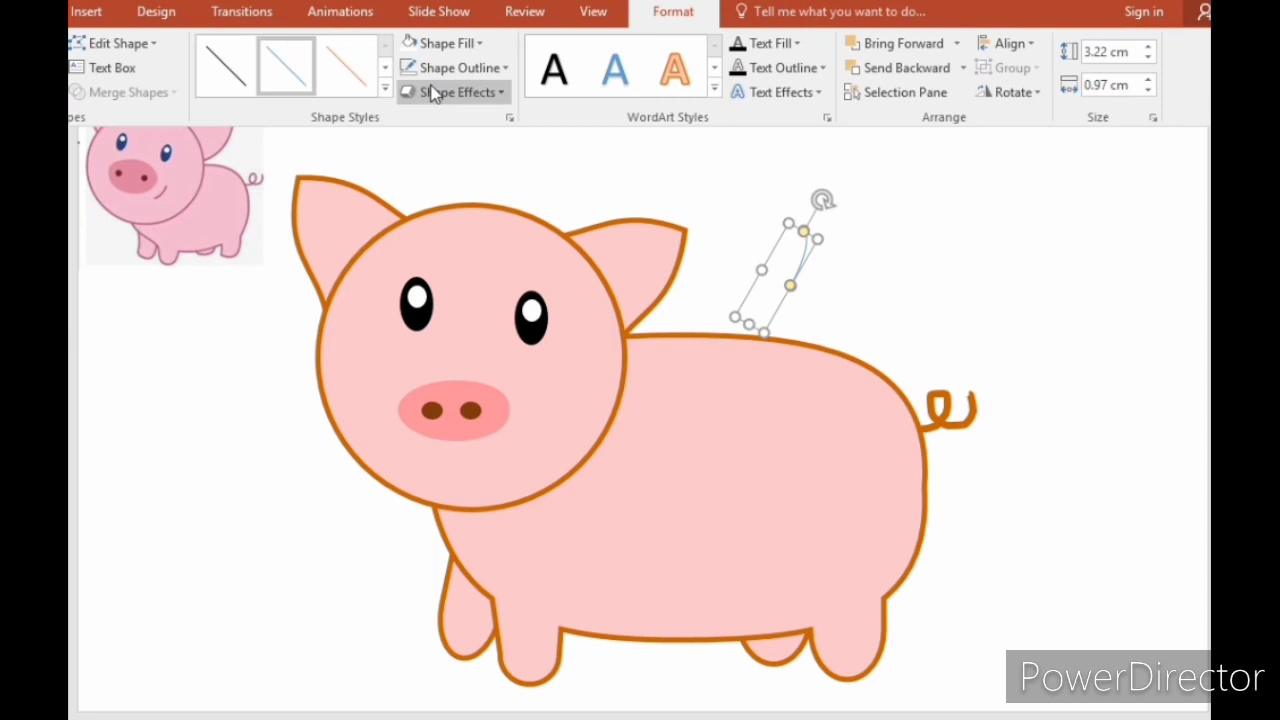 Insert Design Transitions Animations Slide Show Review View Format Tell me what you want to do... Sign in
Edit Shape Shape Fill Text Fill Bring Forward Align 3.22 cm
Text Box Shape Outline A A A Text Outline Send Backward Group
Merge Shapes Shape Effects Text Effects Selection Pane Rotate 0.97 cm
pes Shape Styles WordArt Styles Arrange Size
PowerDirector